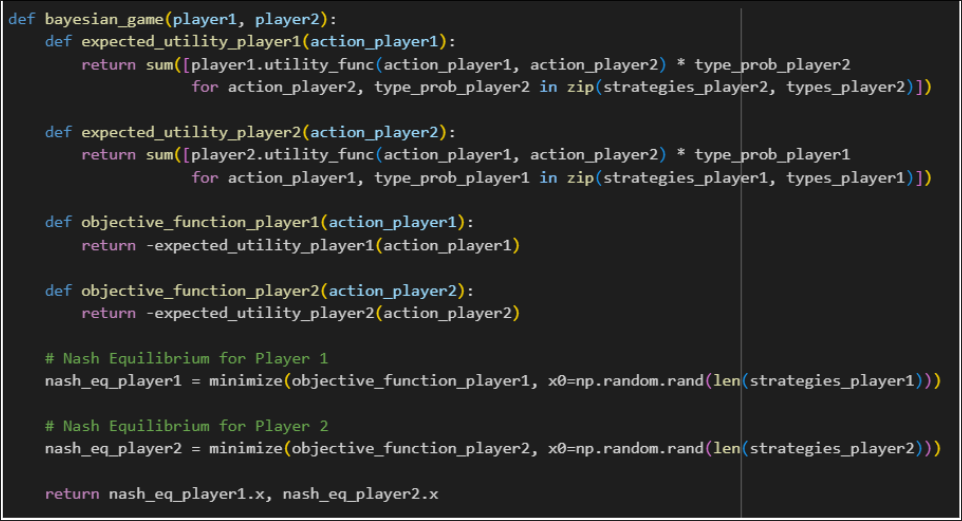 def bayesian_game(player1, player2):
    def expected_utility_player1(action_player1):
        return sum([player1.utility_func(action_player1, action_player2) * type_prob_player2
                    for action_player2, type_prob_player2 in zip(strategies_player2, types_player2)])
    def expected_utility_player2(action_player2):
        return sum([player2.utility_func(action_player1, action_player2) * type_prob_player1
                    for action_player1, type_prob_player1 in zip(strategies_player1, types_player1)])
    def objective_function_player1(action_player1):
        return -expected_utility_player1(action_player1)
    def objective_function_player2(action_player2):
        return -expected_utility_player2(action_player2)
    # Nash Equilibrium for Player 1
    nash_eq_player1 = minimize(objective_function_player1, x0=np.random.rand(len(strategies_player1)))
    # Nash Equilibrium for Player 2
    nash_eq_player2 = minimize(objective_function_player2, x0=np.random.rand(len(strategies_player2)))
    return nash_eq_player1.x, nash_eq_player2.x